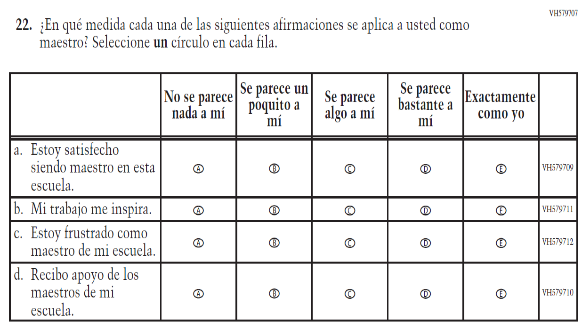 VH579707
22. ¿En qué medida cada una de las siguientes afirmaciones se aplica a usted como
maestro? Seleccione un círculo en cada fila.
No se parece
nada a mí
Se parece un
poquito a
mí
Se parece
algo a mí
Se parece
bastante a
mí
Exactamente
como yo
a. Estoy satisfecho
siendo maestro en esta
escuela.
A B C D E VH579709
b. Mi trabajo me inspira. A B C D E VH579711
c. Estoy frustrado como
maestro de mi escuela.
A B C D E VH579712
d. Recibo apoyo de los
maestros de mi
escuela.
A B C D E VH579710